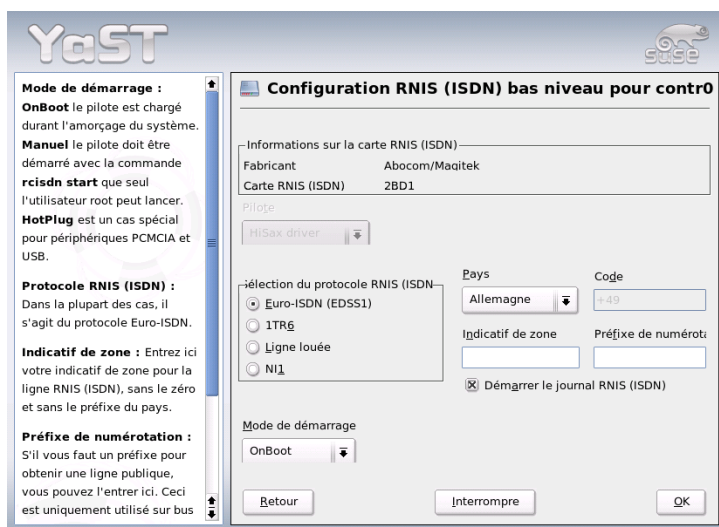 YaST
SUSE
Mode de démarrage :
OnBoot le pilote est chargé
durant l'amorçage du système.
Manuel le pilote doit être
démarré avec la commande
rcisdn start que seul
l'utilisateur root peut lancer.
HotPlug est un cas spécial
pour périphériques PCMCIA et
USB.
Protocole RNIS (ISDN) :
Dans la plupart des cas, il
s'agit du protocole Euro-ISDN.
Indicatif de zone : Entrez ici
votre indicatif de zone pour la
ligne RNIS (ISDN), sans le zéro
et sans le préfixe du pays.
Préfixe de numérotation :
S'il vous faut un préfixe pour
obtenir une ligne publique,
vous pouvez l'entrer ici. Ceci
est uniquement utilisé sur bus
Configuration RNIS (ISDN) bas niveau pour contr0
Informations sur la carte RNIS (ISDN)
Fabricant Abocom/Magitek
Carte RNIS (ISDN) 2BD1
Pilote
HiSax driver
élection du protocole RNIS (ISDN
Euro-ISDN (EDSS1)
1TR6
Ligne louée
NI1
Pays
Allemagne
Code
+49
Indicatif de zone
Préfixe de numérota
Démarrer le journal RNIS (ISDN)
Mode de démarrage
OnBoot
Retour
Interrompre
OK